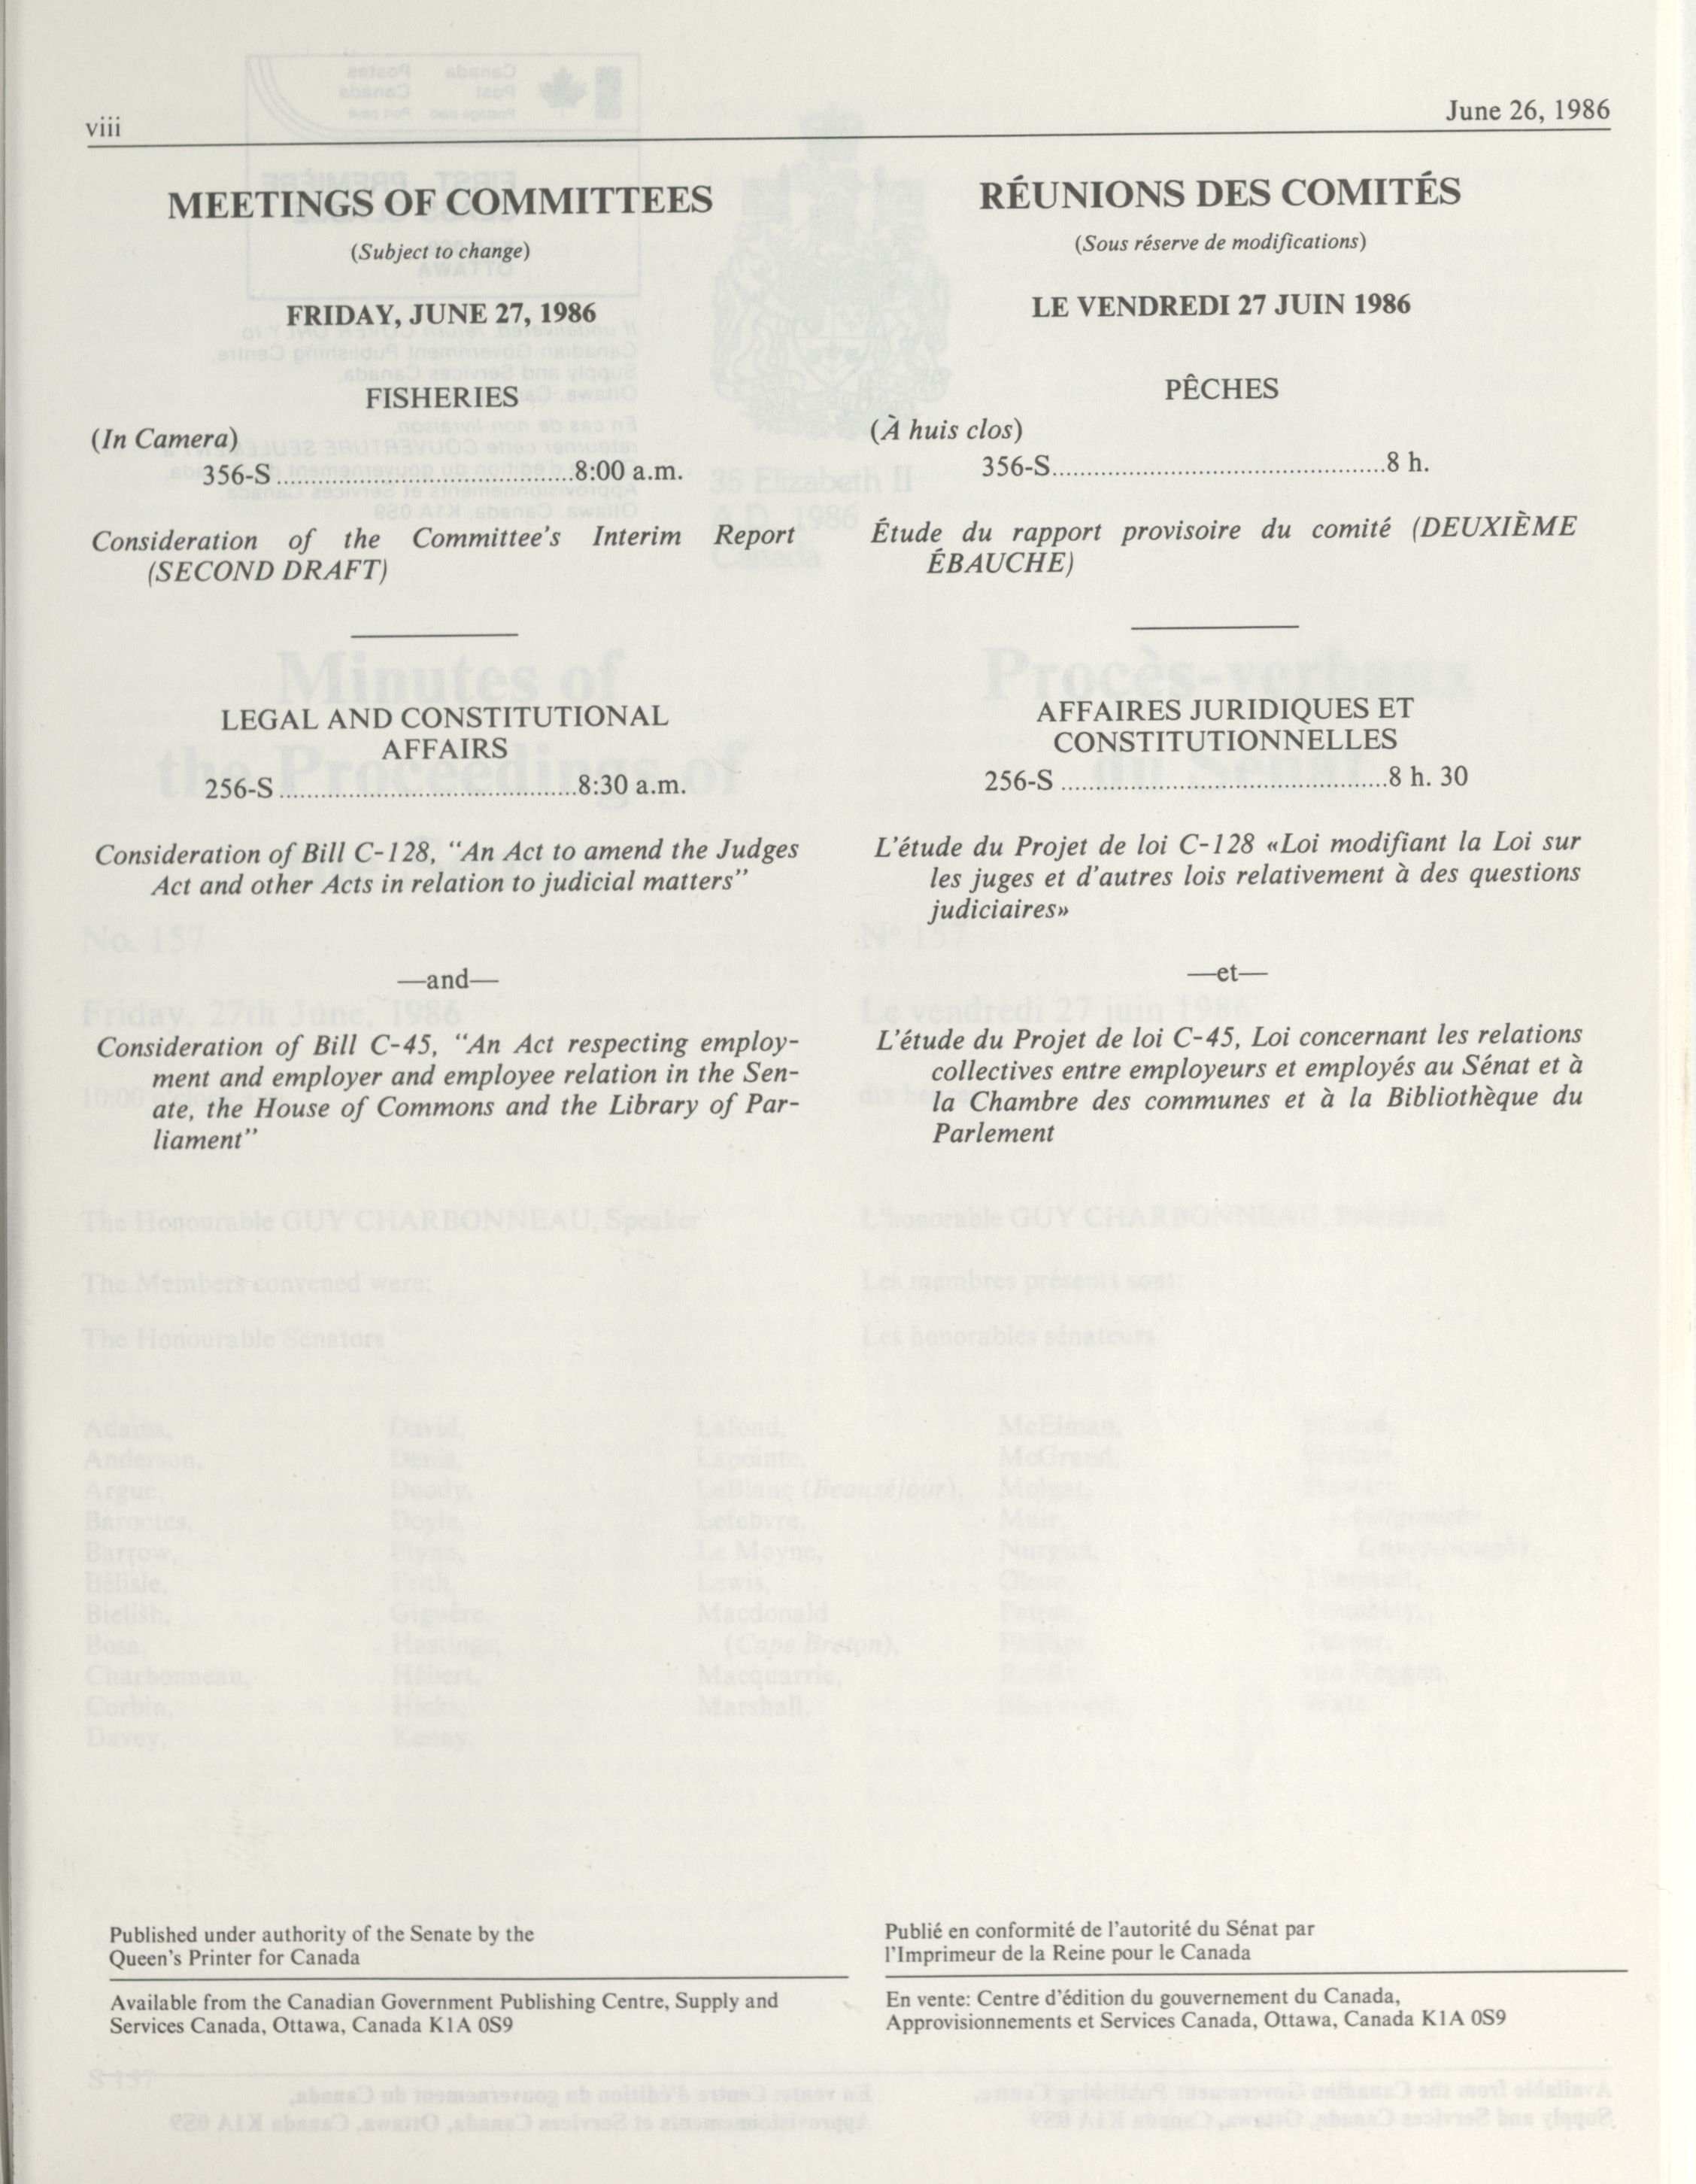 viii
June 26, 1986
MEETINGS OF COMMITTEES
(Subject to change)
FRIDAY, JUNE 27, 1986
FISHERIES
(In Camera)
356-S ............................................8:00 a.m.
Consideration of the Committee's Interim Report
(SECOND DRAFT)
LEGAL AND CONSTITUTIONAL
AFFAIRS
256-S ............................................8:30 a.m.
Consideration of Bill C-128, “An Act to amend the Judges
Act and other Acts in relation to judicial matters”
—and—
Consideration of Bill C-45, “An Act respecting employ-
ment and employer and employee relation in the Sen-
ate, the House of Commons and the Library of Par-
liament”
RÉUNIONS DES COMITÉS
(Sous réserve de modifications)
LE VENDREDI 27 JUIN 1986
PÊCHES
(À huis clos)
356-S................................................8 h.
Étude du rapport provisoire du comité (DEUXIÈME
ÉBAUCHE)
AFFAIRES JURIDIQUES ET
CONSTITUTIONNELLES
256-S ................................................8 h. 30
L'étude du Projet de loi C-128 «Loi modifiant la Loi sur
les juges et d'autres lois relativement à des questions
judiciaires»
—et—
L'étude du Projet de loi C-45, Loi concernant les relations
collectives entre employeurs et employés au Sénat et à
la Chambre des communes et à la Bibliothèque du
Parlement
Published under authority of the Senate by the
Queen's Printer for Canada
Available from the Canadian Government Publishing Centre, Supply and
Services Canada, Ottawa, Canada K1A 0S9
Publié en conformité de l'autorité du Sénat par
l'Imprimeur de la Reine pour le Canada
En vente: Centre d'édition du gouvernement du Canada,
Approvisionnements et Services Canada, Ottawa, Canada K1A 0S9